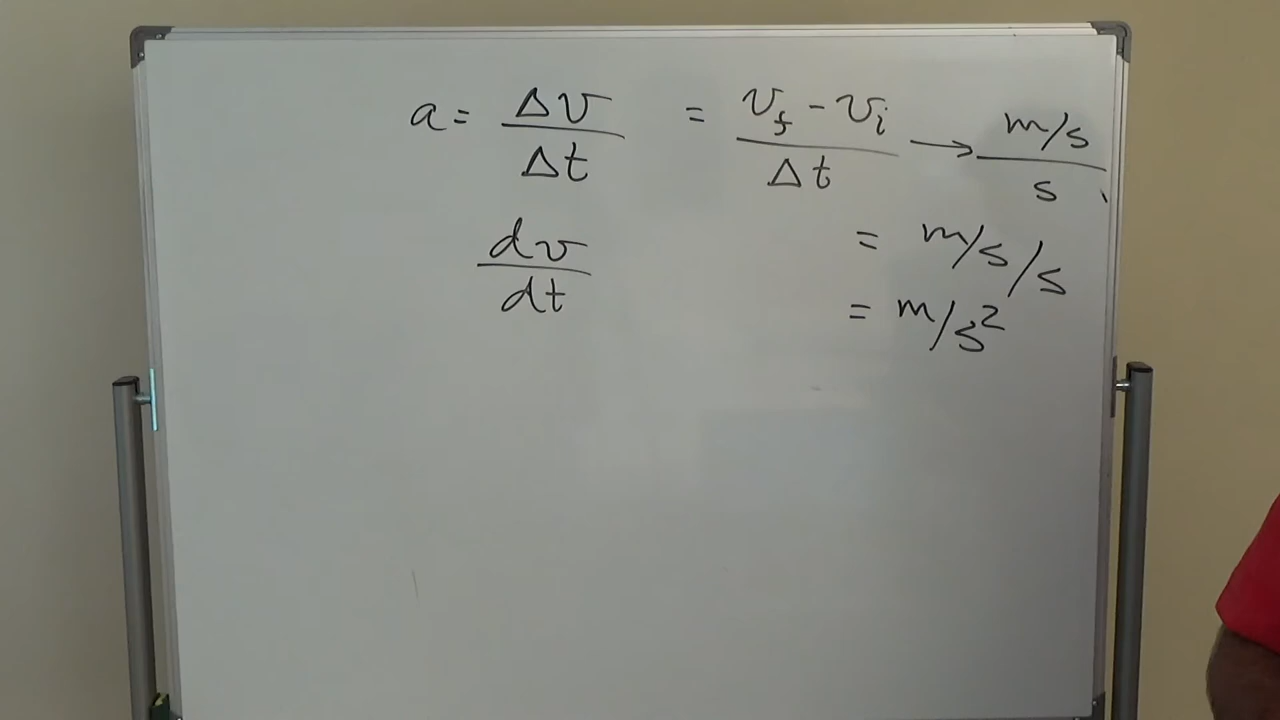 a = Δv/Δt = (v_f - v_i)/Δt → (m/s)/s
dv/dt = m/s/s
= m/s²